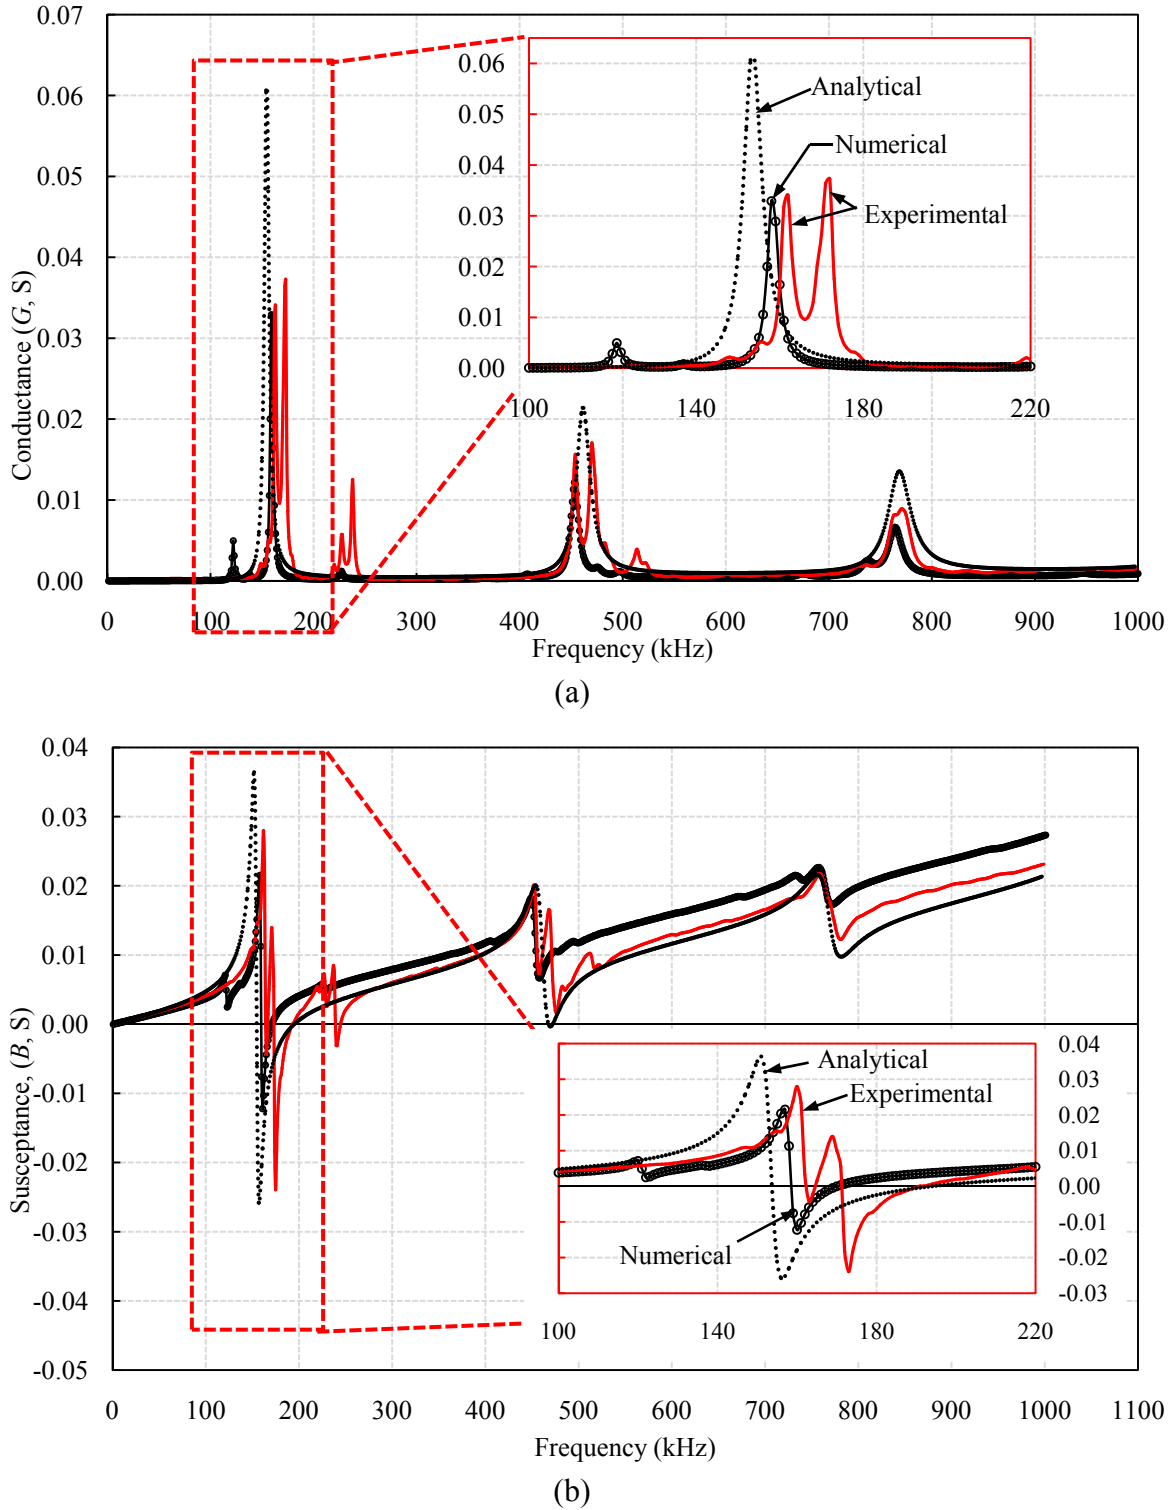 0.07
0.06
0.05
0.04
0.03
0.02
0.01
0.00
Conductance (G, S)
0.06
0.05
0.04
0.03
0.02
0.01
0.00
Analytical
Numerical
Experimental
100 140 180 220
0 100 200 300 400 500 600 700 800 900 1000
Frequency (kHz)
(a)
0.04
0.03
0.02
0.01
0.00
-0.01
-0.02
-0.03
-0.04
-0.05
Susceptance, (B, S)
Analytical
Experimental
Numerical
0.04
0.03
0.02
0.01
0.00
-0.01
-0.02
-0.03
100 140 180 220
0 100 200 300 400 500 600 700 800 900 1000 1100
Frequency (kHz)
(b)